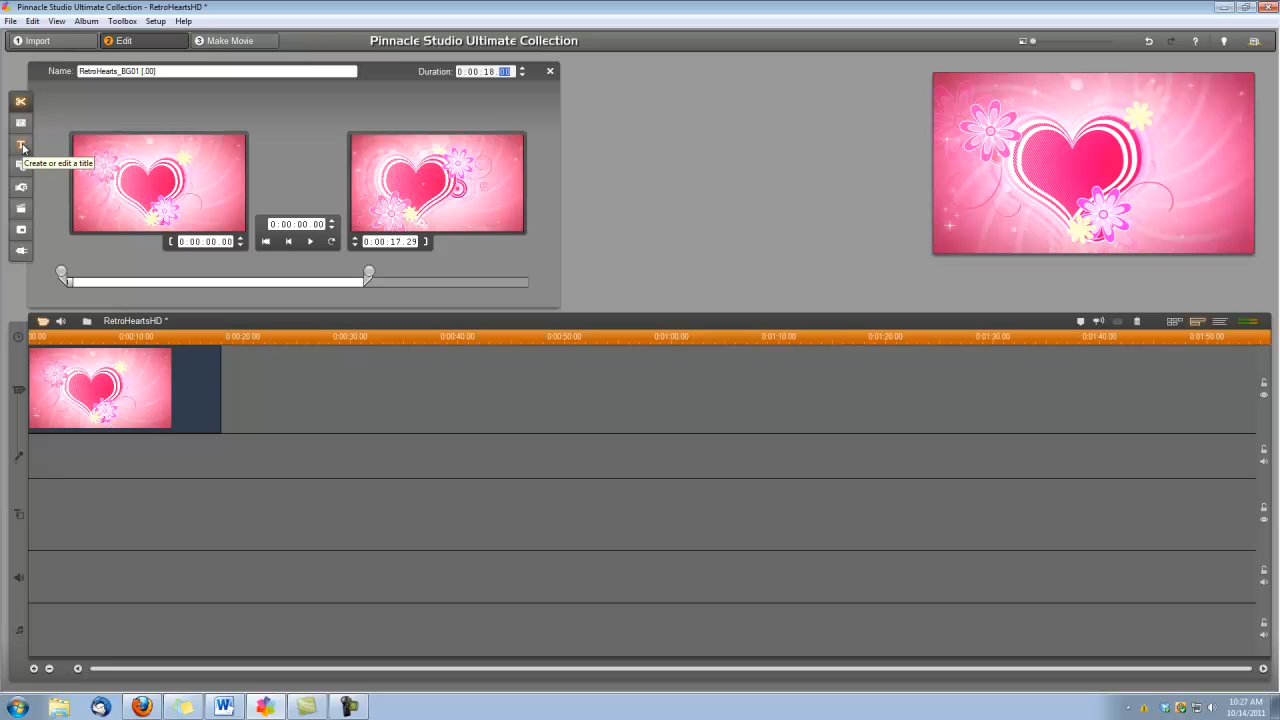 Pinnacle Studio Ultimate Collection - RetroHeartsHD *
File Edit View Album Toolbox Setup Help
1 Import 2 Edit 3 Make Movie Pinnacle Studio Ultimate Collection
Name: RetroHearts_BG01 [.00] Duration: 0:00:18.00
Create or edit a title
0:00:00.00
[ 0:00:00.00 0:00:17.29 ]
RetroHeartsHD *
00.00 0:00:10.00 0:00:20.00 0:00:30.00 0:00:40.00 0:00:50.00 0:01:00.00 0:01:10.00 0:01:20.00 0:01:30.00 0:01:40.00 0:01:50.00
10:27 AM
10/14/2011